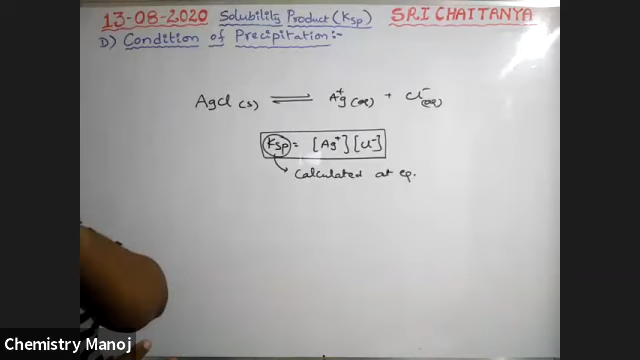 13-08-2020 Solubility Product (Ksp) SRI CHAITANYA
D) Condition of Precipitation:-
AgCl (s) ⇌ Ag⁺(aq) + Cl⁻(aq)
Ksp = [Ag⁺][Cl⁻]
Calculated at eq.
Chemistry Manoj